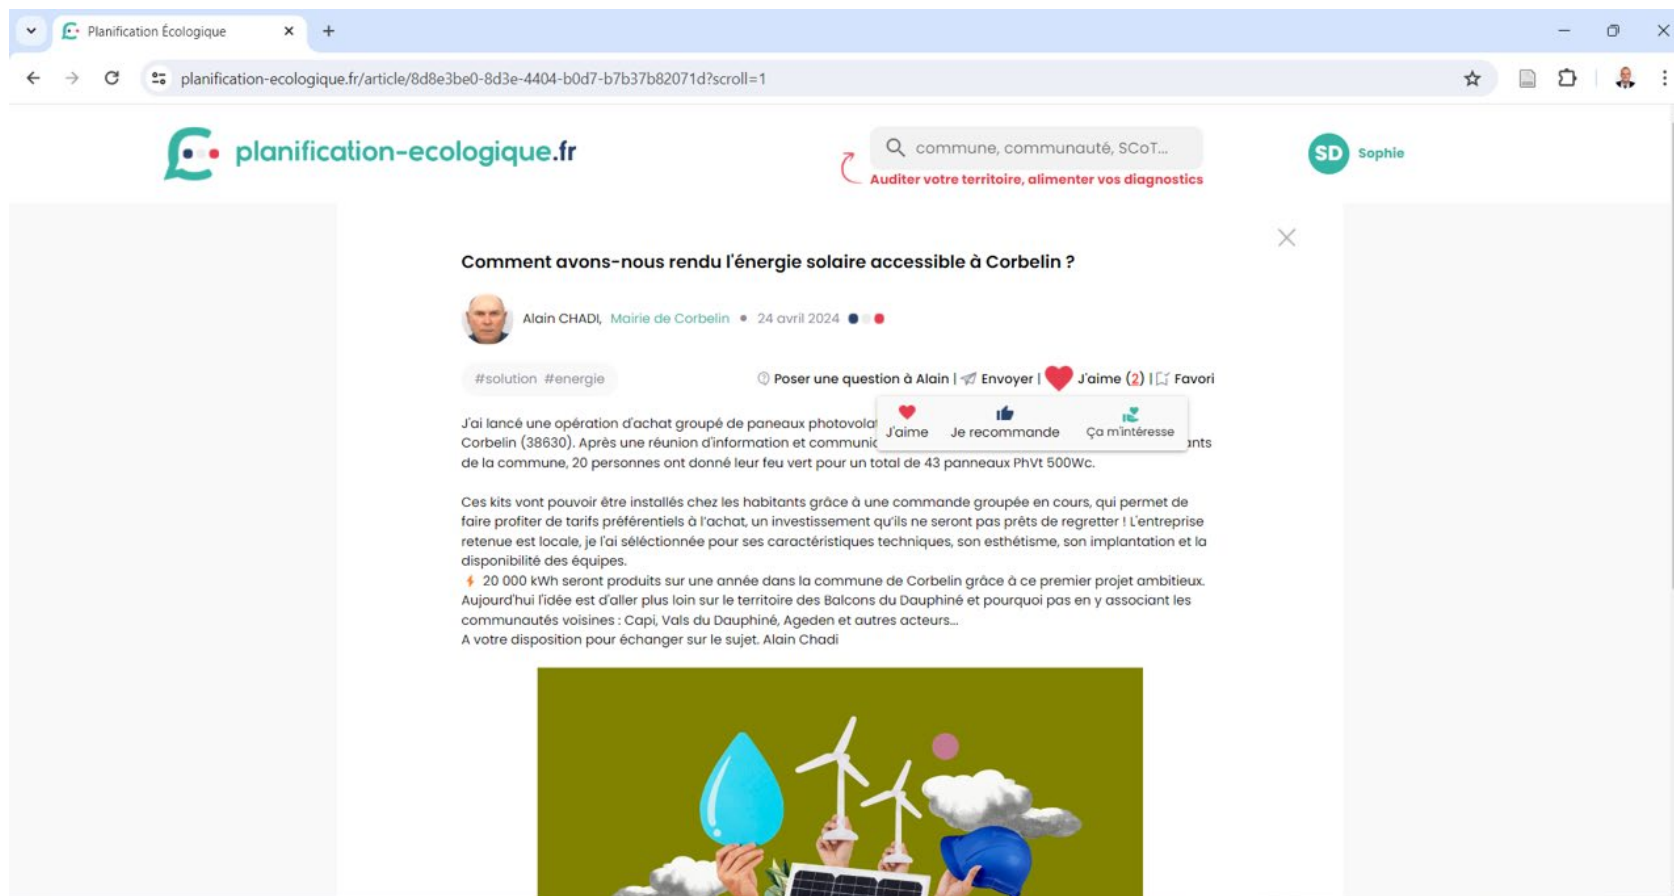 Planification Écologique
planification-ecologique.fr/article/8d8e3be0-8d3e-4404-b0d7-b7b37b82071d?scroll=1
planification-ecologique.fr
commune, communauté, SCoT...
Auditer votre territoire, alimenter vos diagnostics
SD Sophie
Comment avons-nous rendu l'énergie solaire accessible à Corbelin ?
Alain CHADI, Mairie de Corbelin • 24 avril 2024
#solution #energie
Poser une question à Alain | Envoyer | J'aime (2) | Favori
J'aime Je recommande Ça m'intéresse
J'ai lancé une opération d'achat groupé de paneaux
Corbelin (38630). Après une réunion d'information et
de la commune, 20 personnes ont donné leur feu vert pour un total de 43 panneaux PhVt 500Wc.
Ces kits vont pouvoir être installés chez les habitants grâce à une commande groupée en cours, qui permet de
faire profiter de tarifs préférentiels à l'achat, un investissement qu'ils ne seront pas prêts de regretter ! L'entreprise
retenue est locale, je l'ai séléctionnée pour ses caractéristiques techniques, son esthétisme, son implantation et la
disponibilité des équipes.
⚡ 20 000 kWh seront produits sur une année dans la commune de Corbelin grâce à ce premier projet ambitieux.
Aujourd'hui l'idée est d'aller plus loin sur le territoire des Balcons du Dauphiné et pourquoi pas en y associant les
communautés voisines : Capi, Vals du Dauphiné, Ageden et autres acteurs...
A votre disposition pour échanger sur le sujet. Alain Chadi